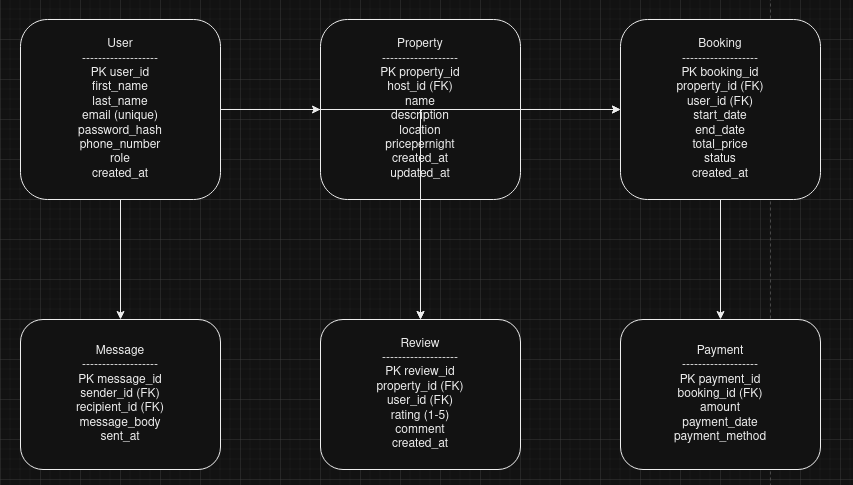 User
-------------------
PK user_id
first_name
last_name
email (unique)
password_hash
phone_number
role
created_at
Property
-------------------
PK property_id
host_id (FK)
name
description
location
pricepernight
created_at
updated_at
Booking
-------------------
PK booking_id
property_id (FK)
user_id (FK)
start_date
end_date
total_price
status
created_at
Message
-------------------
PK message_id
sender_id (FK)
recipient_id (FK)
message_body
sent_at
Review
-------------------
PK review_id
property_id (FK)
user_id (FK)
rating (1-5)
comment
created_at
Payment
-------------------
PK payment_id
booking_id (FK)
amount
payment_date
payment_method